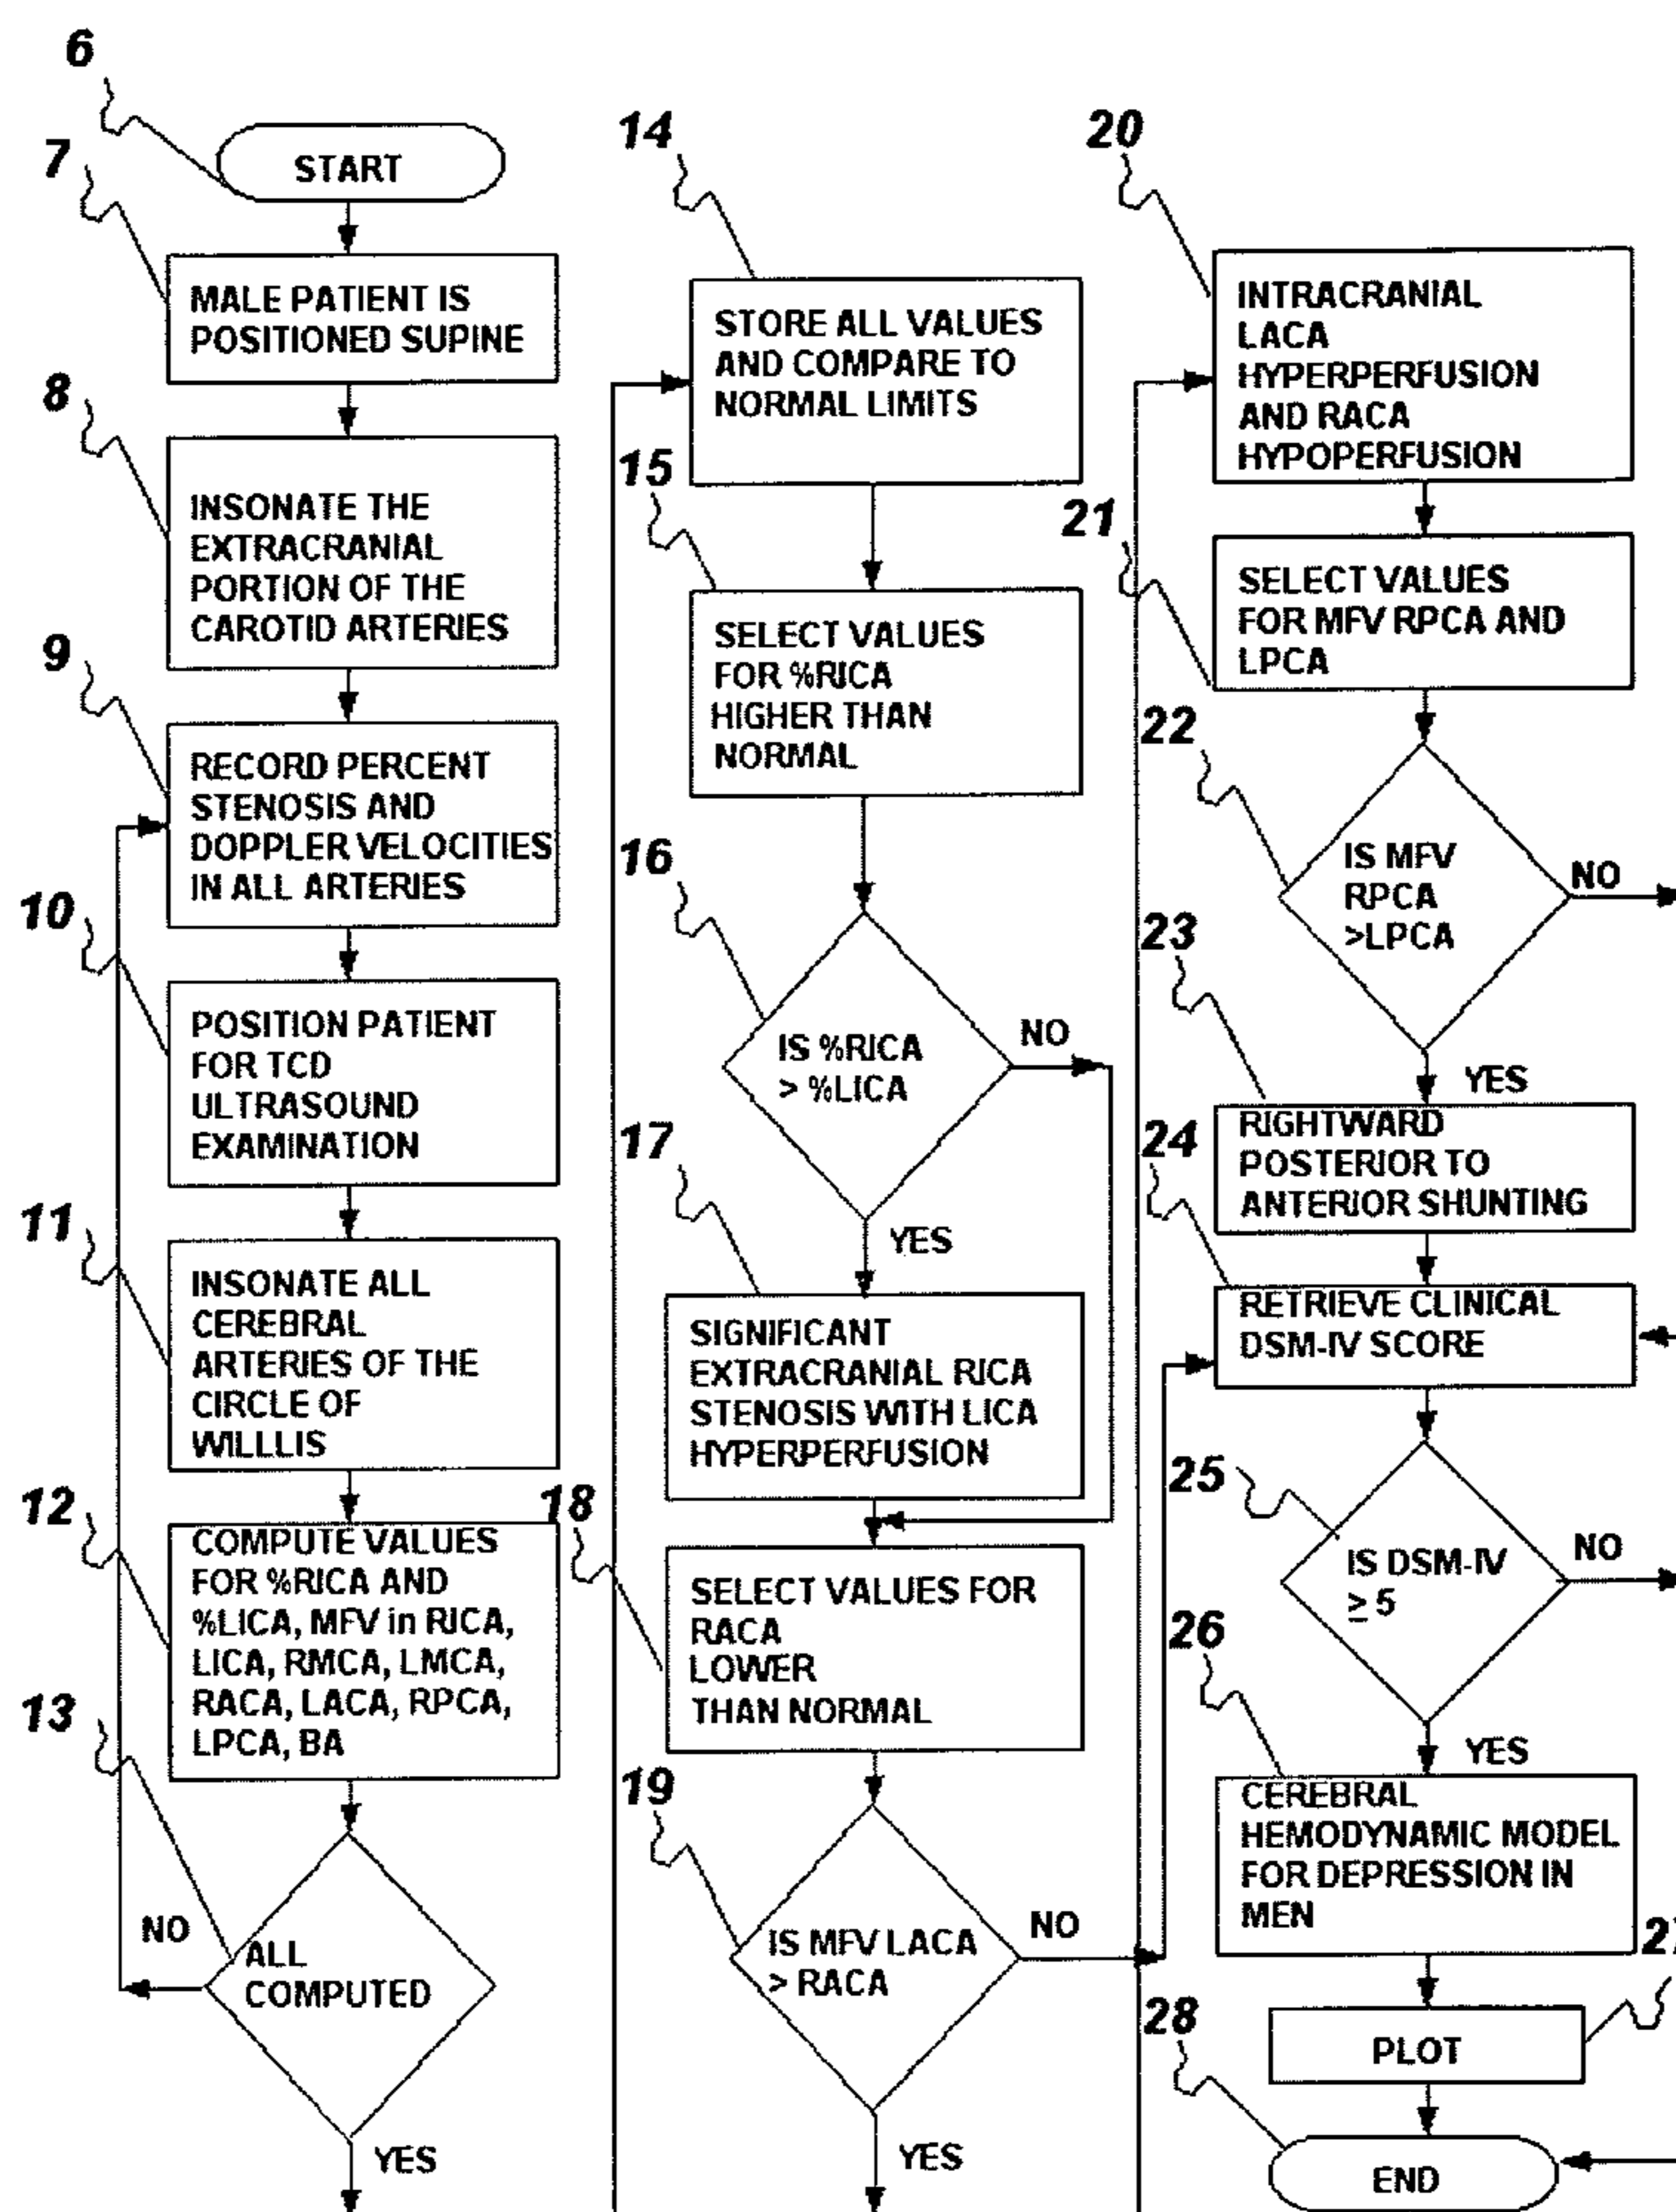 6
START
7
MALE PATIENT IS
POSITIONED SUPINE
8
INSONATE THE
EXTRACRANIAL
PORTION OF THE
CAROTID ARTERIES
9
RECORD PERCENT
STENOSIS AND
DOPPLER VELOCITIES
IN ALL ARTERIES
10
POSITION PATIENT
FOR TCD
ULTRASOUND
EXAMINATION
11
INSONATE ALL
CEREBRAL
ARTERIES OF THE
CIRCLE OF
WILLLIS
12
COMPUTE VALUES
FOR %RICA AND
%LICA, MFV in RICA,
LICA, RMCA, LMCA,
RACA, LACA, RPCA,
LPCA, BA
13
NO
ALL
COMPUTED
YES
14
STORE ALL VALUES
AND COMPARE TO
NORMAL LIMITS
15
SELECT VALUES
FOR %RICA
HIGHER THAN
NORMAL
16
IS %RICA
> %LICA
NO
YES
17
SIGNIFICANT
EXTRACRANIAL RICA
STENOSIS WITH LICA
HYPERPERFUSION
18
SELECT VALUES FOR
RACA
LOWER
THAN NORMAL
19
IS MFV LACA
> RACA
NO
YES
20
INTRACRANIAL
LACA
HYPERPERFUSION
AND RACA
HYPOPERFUSION
21
SELECT VALUES
FOR MFV RPCA AND
LPCA
22
IS MFV
RPCA
>LPCA
NO
YES
23
RIGHTWARD
POSTERIOR TO
ANTERIOR SHUNTING
24
RETRIEVE CLINICAL
DSM-IV SCORE
25
IS DSM-IV
≥ 5
NO
YES
26
CEREBRAL
HEMODYNAMIC MODEL
FOR DEPRESSION IN
MEN
27
PLOT
28
END